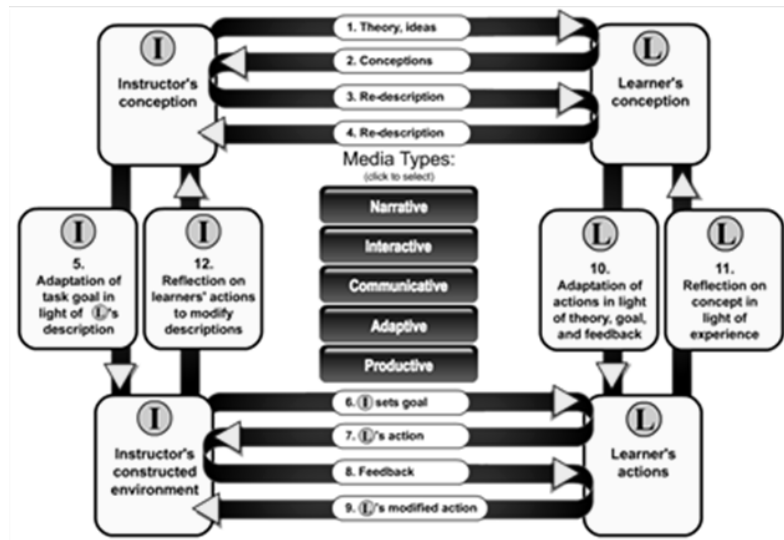 I
Instructor's
conception
1. Theory, ideas
2. Conceptions
3. Re-description
4. Re-description
L
Learner's
conception
Media Types:
(click to select)
Narrative
Interactive
Communicative
Adaptive
Productive
I
5.
Adaptation of
task goal in
light of L's
description
I
12.
Reflection on
learners' actions
to modify
descriptions
L
10.
Adaptation of
actions in light
of theory, goal,
and feedback
L
11.
Reflection on
concept in
light of
experience
I
Instructor's
constructed
environment
6. I sets goal
7. L's action
8. Feedback
9. L's modified action
L
Learner's
actions